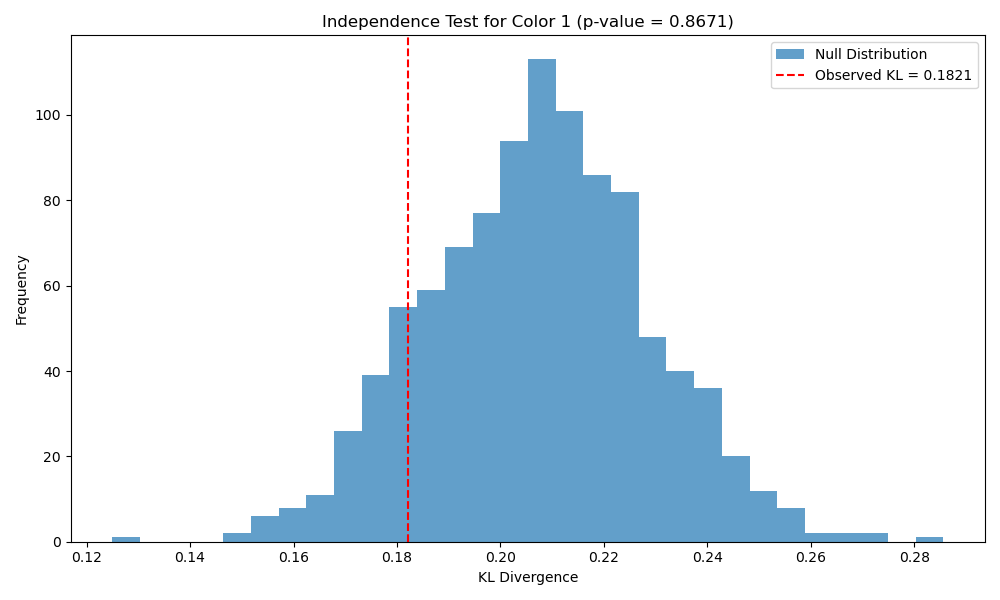 Independence Test for Color 1 (p-value = 0.8671)
Null Distribution
Observed KL = 0.1821
Frequency
100
80
60
40
20
0
0.12 0.14 0.16 0.18 0.20 0.22 0.24 0.26 0.28
KL Divergence